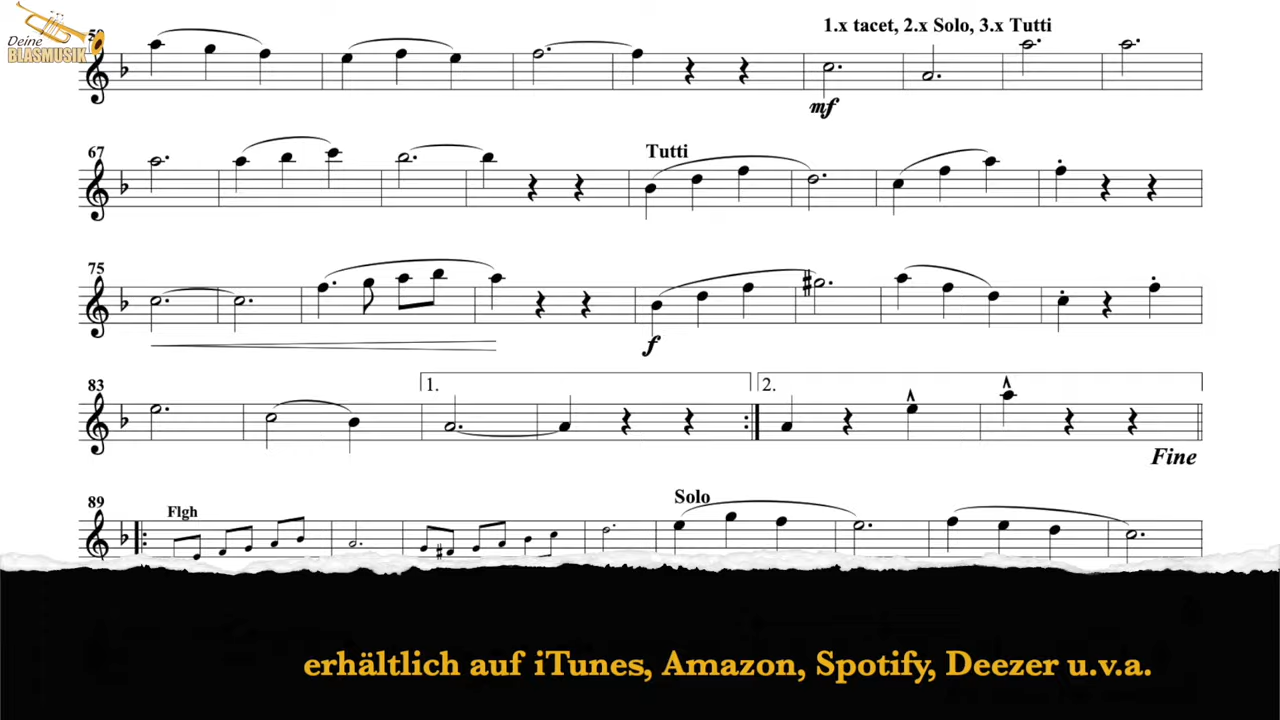 Deine
BLASMUSIK
1.x tacet, 2.x Solo, 3.x Tutti
mf
67
Tutti
75
f
83
1.
2.
Fine
89
Flgh
Solo
erhältlich auf iTunes, Amazon, Spotify, Deezer u.v.a.